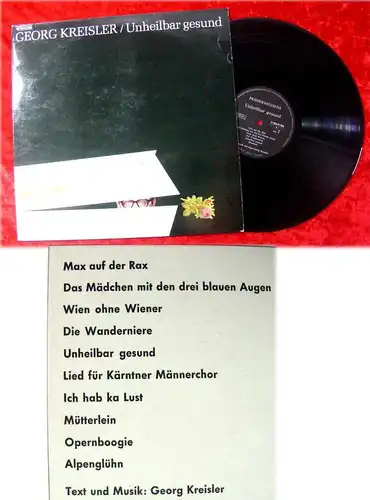 GEORG KREISLER / Unheilbar gesund
Unheilbar gesund
Max auf der Rax
Das Mädchen mit den drei blauen Augen
Wien ohne Wiener
Die Wanderniere
Unheilbar gesund
Lied für Kärntner Männerchor
Ich hab ka Lust
Mütterlein
Opernboogie
Alpenglühn
Text und Musik: Georg Kreisler